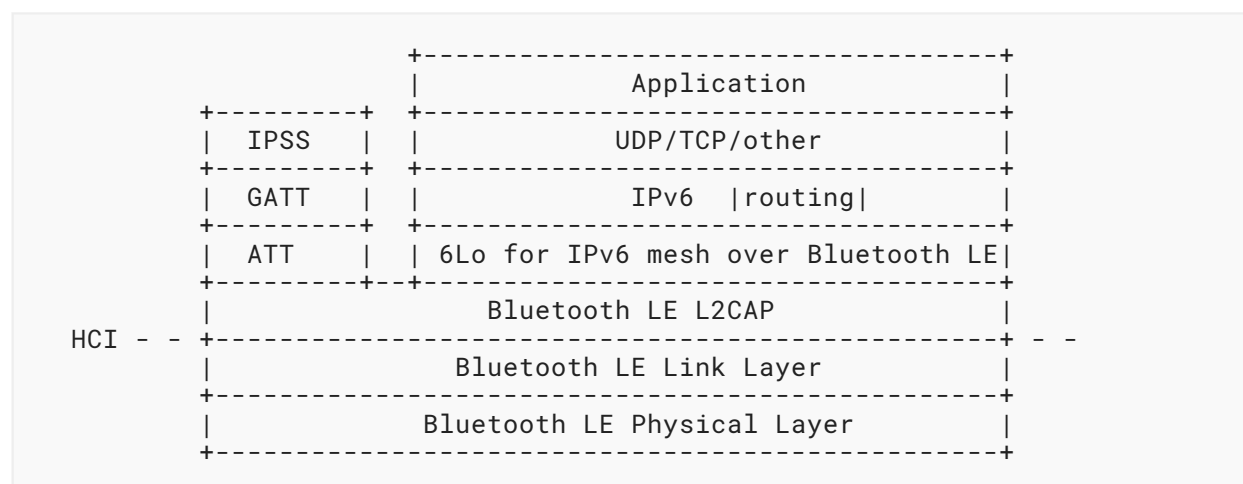 +------------------------------------+
                     |             Application            |
        +---------+  +------------------------------------+
        |  IPSS   |  |            UDP/TCP/other           |
        +---------+  +------------------------------------+
        |  GATT   |  |             IPv6  |routing|        |
        +---------+  +------------------------------------+
        |  ATT    |  | 6Lo for IPv6 mesh over Bluetooth LE|
        +---------+--+------------------------------------+
        |                 Bluetooth LE L2CAP              |
HCI - - +-------------------------------------------------+ - -
        |               Bluetooth LE Link Layer           |
        +-------------------------------------------------+
        |             Bluetooth LE Physical Layer         |
        +-------------------------------------------------+